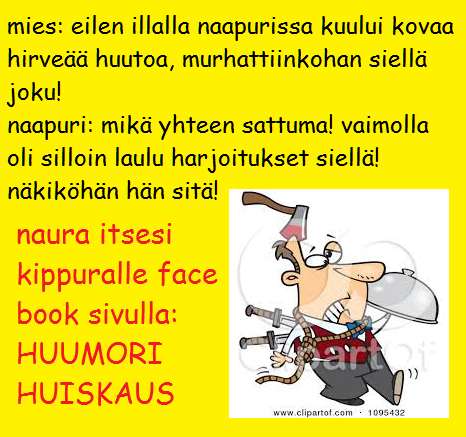 mies: eilen illalla naapurissa kuului kovaa
hirveää huutoa, murhattiinkohan siellä
joku!
naapuri: mikä yhteen sattuma! vaimolla
oli silloin laulu harjoitukset siellä!
näkiköhän hän sitä!
naura itsesi
kippuralle face
book sivulla:
HUUMORI
HUISKAUS
clipartof
www.clipartof.com · 1095432